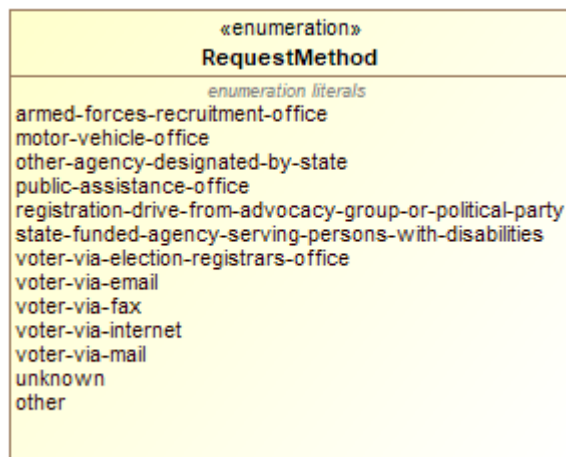 «enumeration»
RequestMethod
enumeration literals
armed-forces-recruitment-office
motor-vehicle-office
other-agency-designated-by-state
public-assistance-office
registration-drive-from-advocacy-group-or-political-party
state-funded-agency-serving-persons-with-disabilities
voter-via-election-registrars-office
voter-via-email
voter-via-fax
voter-via-internet
voter-via-mail
unknown
other